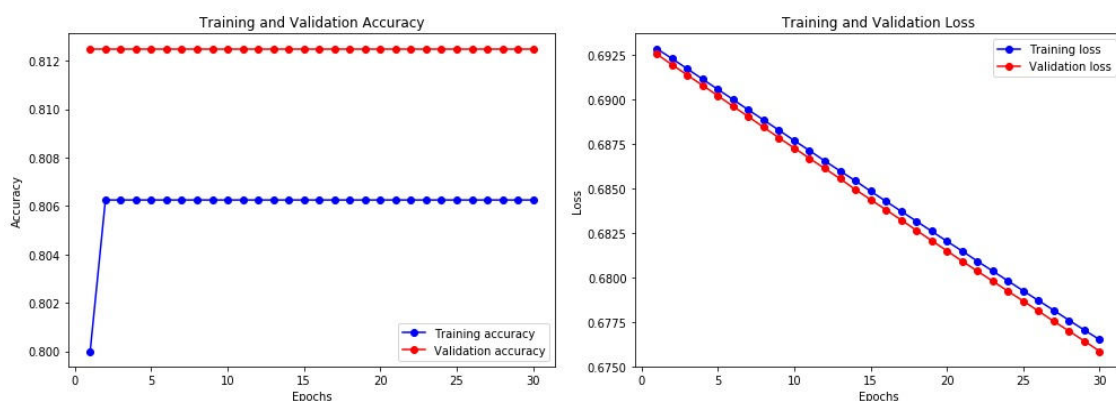 Training and Validation Accuracy
0.812
0.810
0.808
0.806
0.804
0.802
0.800
Accuracy
Training accuracy
Validation accuracy
0 5 10 15 20 25 30
Epochs
Training and Validation Loss
0.6925
0.6900
0.6875
0.6850
0.6825
0.6800
0.6775
0.6750
Loss
Training loss
Validation loss
0 5 10 15 20 25 30
Epochs